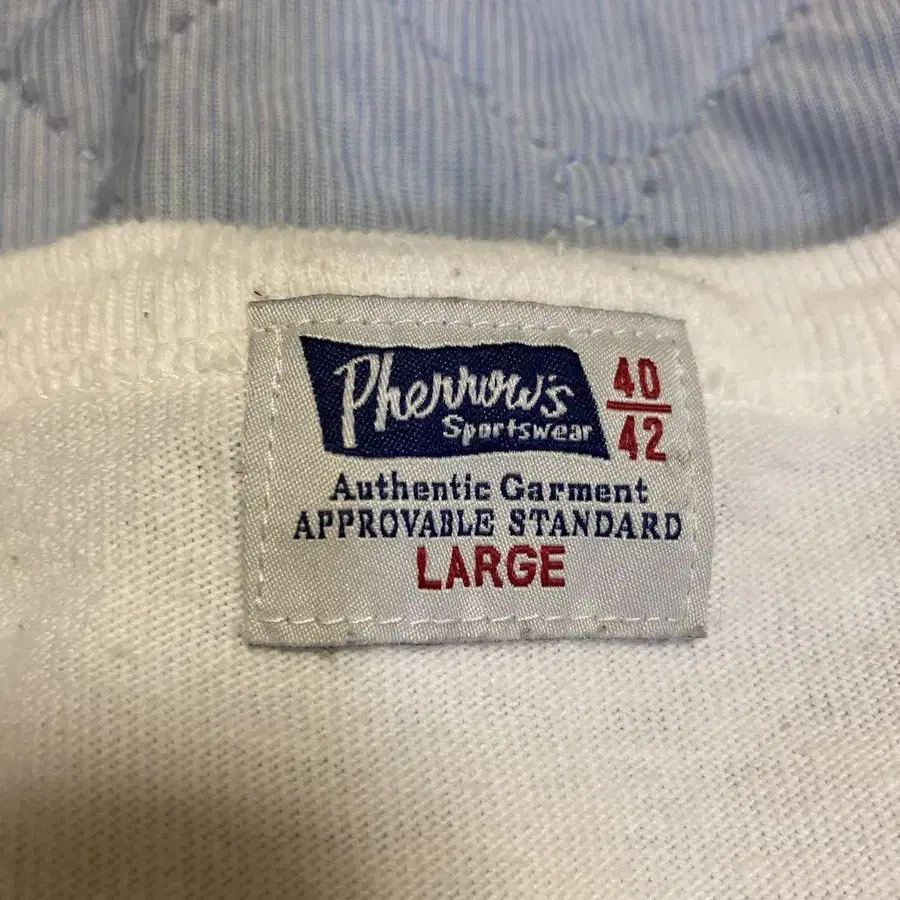 Pherrow's
Sportswear
40
42
Authentic Garment
APPROVABLE STANDARD
LARGE